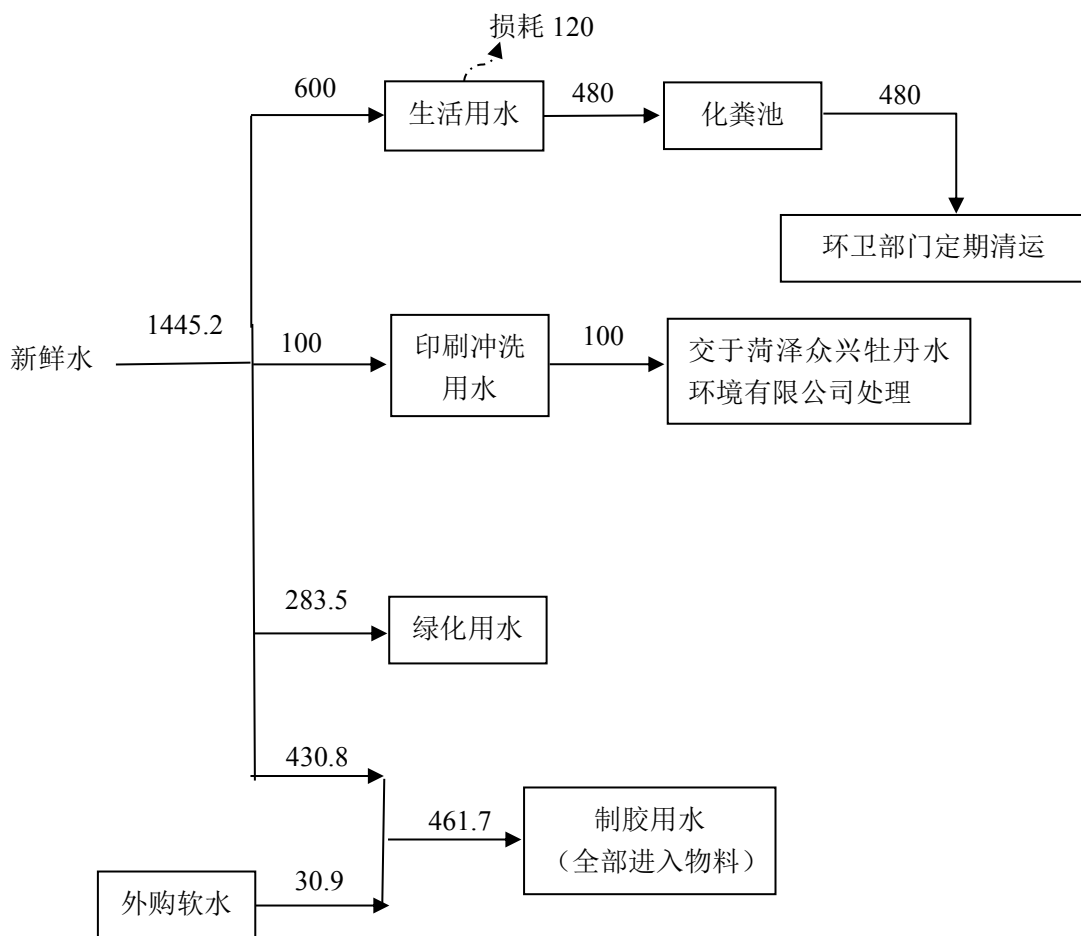 损耗 120
600
生活用水
480
化粪池
480
环卫部门定期清运
新鲜水
1445.2
100
印刷冲洗
用水
100
交于菏泽众兴牡丹水
环境有限公司处理
283.5
绿化用水
430.8
461.7
制胶用水
（全部进入物料）
外购软水
30.9